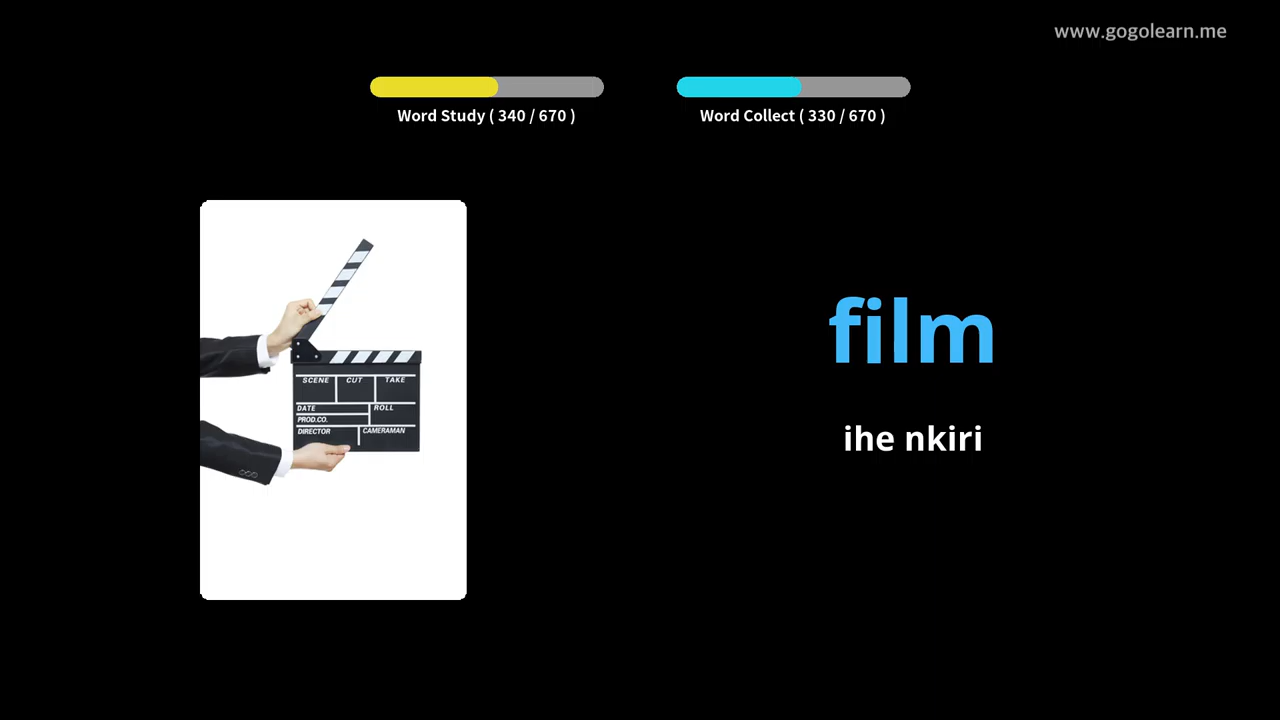 www.gogolearn.me
Word Study ( 340 / 670 )
Word Collect ( 330 / 670 )
SCENE CUT TAKE
DATE ROLL
PROD.CO.
DIRECTOR CAMERAMAN
film
ihe nkiri